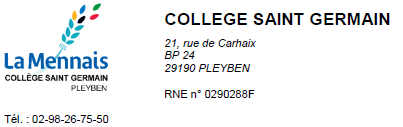 La Mennais
COLLÈGE SAINT GERMAIN
PLEYBEN
Tél. : 02-98-26-75-50
COLLEGE SAINT GERMAIN
21, rue de Carhaix
BP 24
29190 PLEYBEN
RNE n° 0290288F